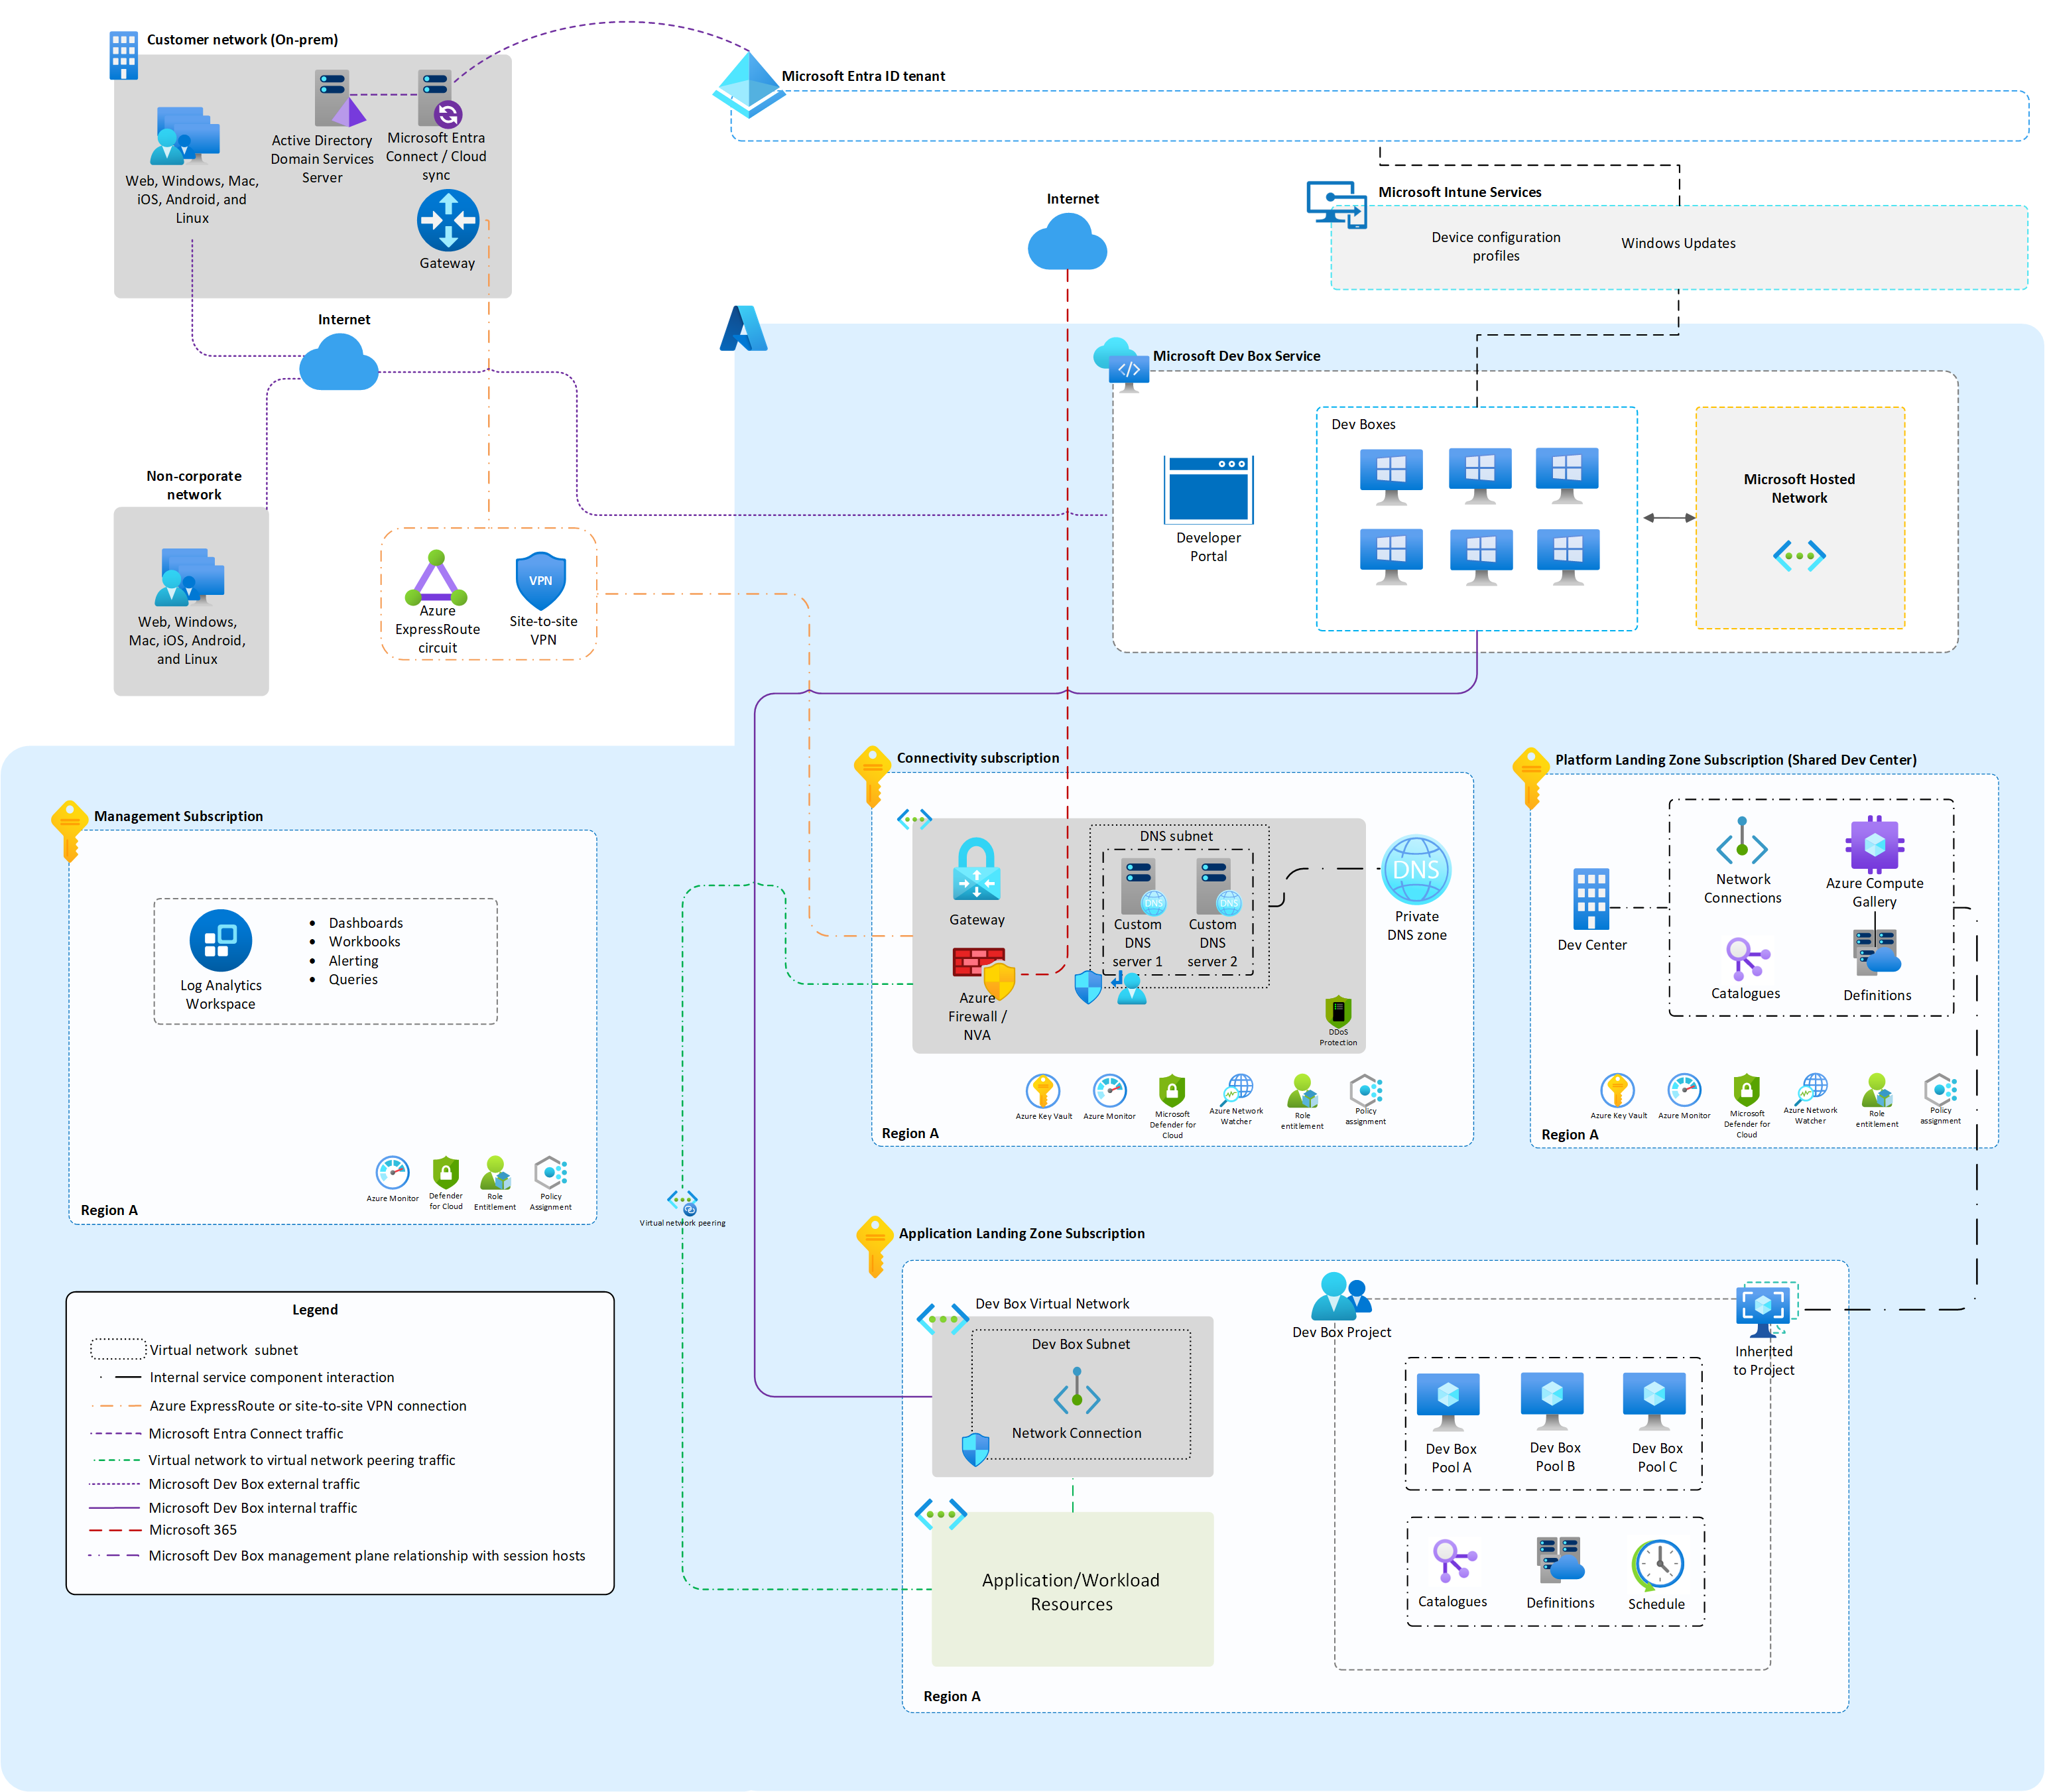 Customer network (On-prem)
Web, Windows, Mac,
iOS, Android, and
Linux
Active Directory
Domain Services
Server
Microsoft Entra
Connect / Cloud
sync
Gateway
Microsoft Entra ID tenant
Internet
Microsoft Intune Services
Device configuration
profiles
Windows Updates
Internet
Non-corporate
network
Web, Windows,
Mac, iOS, Android,
and Linux
Azure
ExpressRoute
circuit
VPN
Site-to-site
VPN
Microsoft Dev Box Service
Developer
Portal
Dev Boxes
Microsoft Hosted
Network
Management Subscription
Log Analytics
Workspace
• Dashboards
• Workbooks
• Alerting
• Queries
Azure Monitor
Defender
for Cloud
Role
Entitlement
Policy
Assignment
Region A
Connectivity subscription
Gateway
Azure
Firewall /
NVA
DNS subnet
DNS
Custom
DNS
server 1
DNS
Custom
DNS
server 2
DDoS
Protection
DNS
Private
DNS zone
Azure Key Vault
Azure Monitor
Microsoft
Defender for
Cloud
Azure Network
Watcher
Role
entitlement
Policy
assignment
Region A
Platform Landing Zone Subscription (Shared Dev Center)
Dev Center
Network
Connections
Azure Compute
Gallery
Catalogues
Definitions
Azure Key Vault
Azure Monitor
Microsoft
Defender for
Cloud
Azure Network
Watcher
Role
entitlement
Policy
assignment
Region A
Virtual network peering
Application Landing Zone Subscription
Dev Box Virtual Network
Dev Box Subnet
Network Connection
Application/Workload
Resources
Region A
Dev Box Project
Inherited
to Project
Dev Box
Pool A
Dev Box
Pool B
Dev Box
Pool C
Catalogues
Definitions
Schedule
Legend
Virtual network subnet
Internal service component interaction
Azure ExpressRoute or site-to-site VPN connection
Microsoft Entra Connect traffic
Virtual network to virtual network peering traffic
Microsoft Dev Box external traffic
Microsoft Dev Box internal traffic
Microsoft 365
Microsoft Dev Box management plane relationship with session hosts